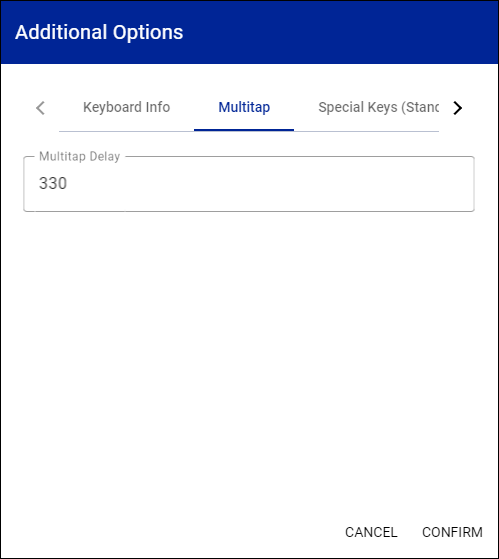 Additional Options
Keyboard Info Multitap Special Keys (Stand
Multitap Delay
330
CANCEL CONFIRM